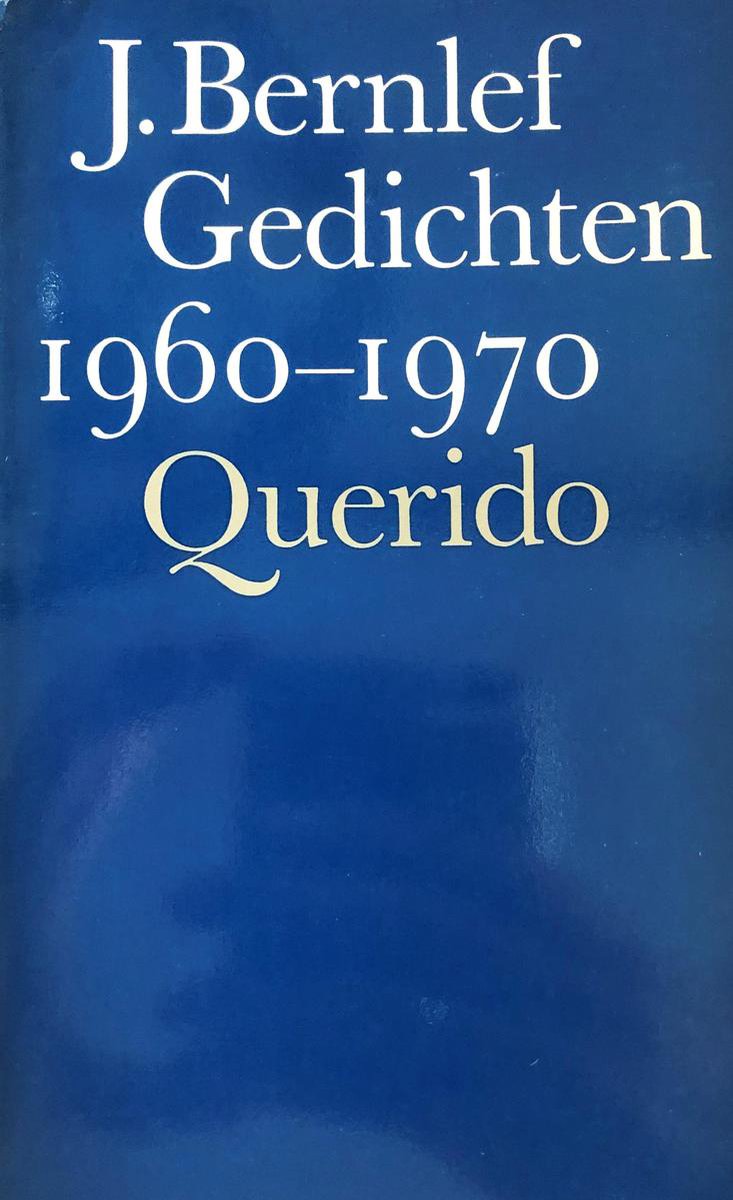 J. Bernlef
Gedichten
1960–1970
Querido